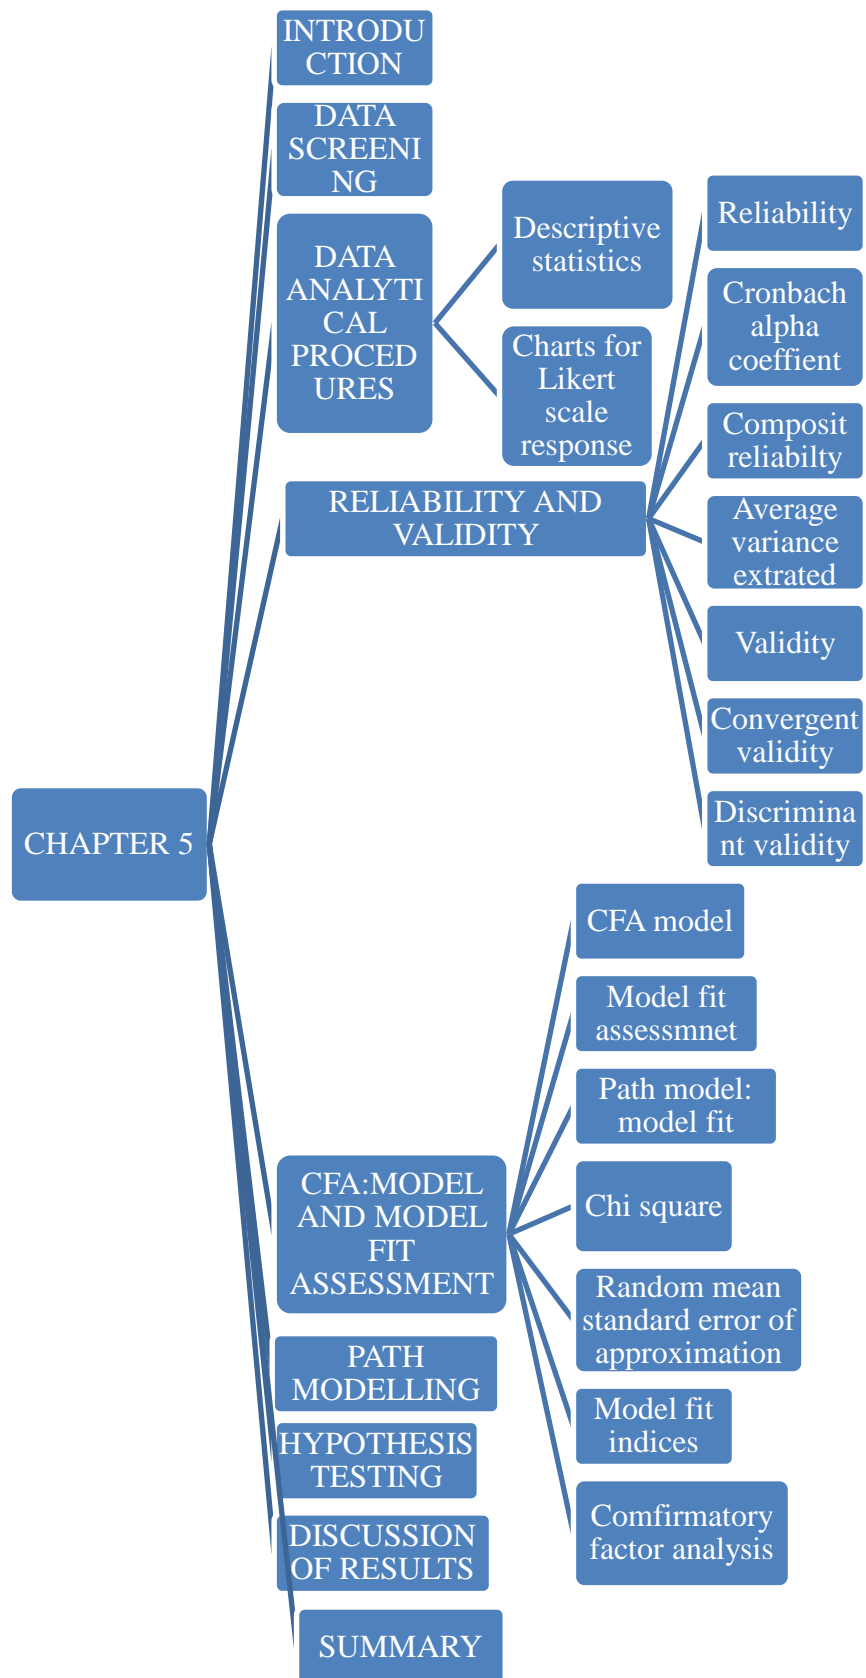 INTRODU
CTION
DATA
SCREENI
NG
DATA
ANALYTI
CAL
PROCED
URES
Descriptive
statistics
Charts for
Likert
scale
response
RELIABILITY AND
VALIDITY
Reliability
Cronbach
alpha
coeffient
Composit
reliabilty
Average
variance
extrated
Validity
Convergent
validity
Discrimina
nt validity
CHAPTER 5
CFA:MODEL
AND MODEL
FIT
ASSESSMENT
CFA model
Model fit
assessmnet
Path model:
model fit
Chi square
Random mean
standard error of
approximation
Model fit
indices
Comfirmatory
factor analysis
PATH
MODELLING
HYPOTHESIS
TESTING
DISCUSSION
OF RESULTS
SUMMARY